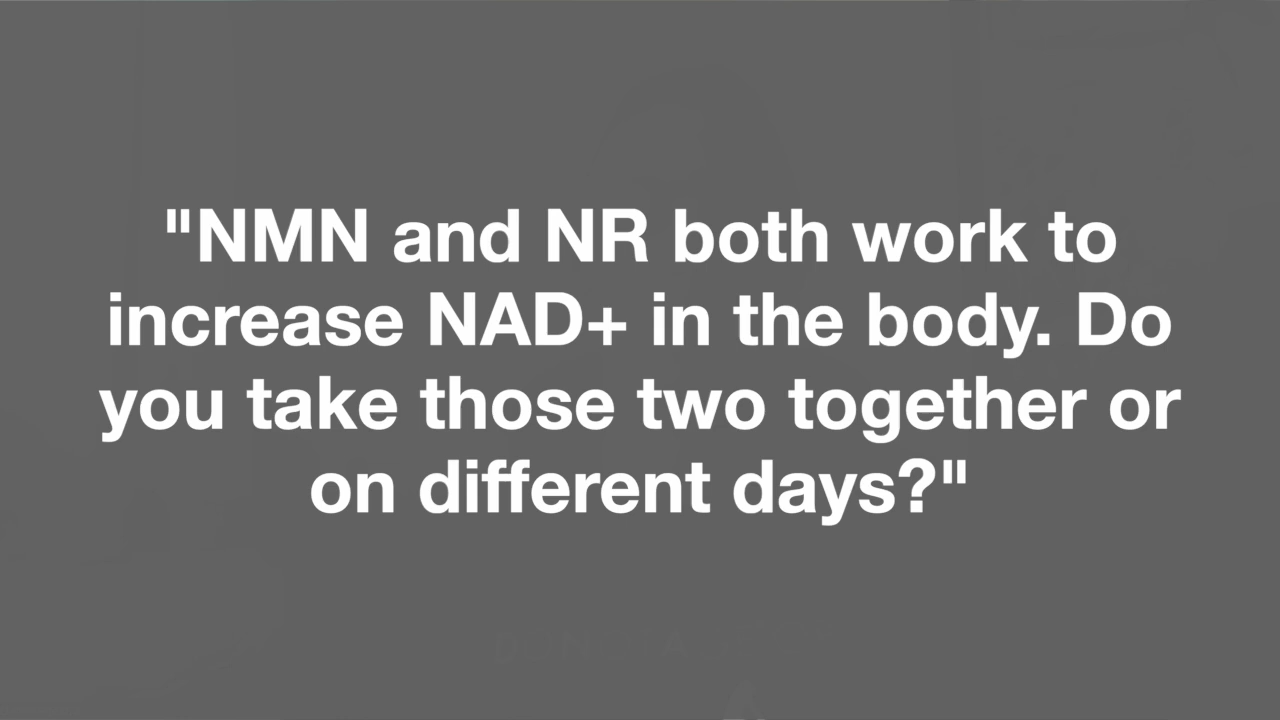 "NMN and NR both work to
increase NAD+ in the body. Do
you take those two together or
on different days?"